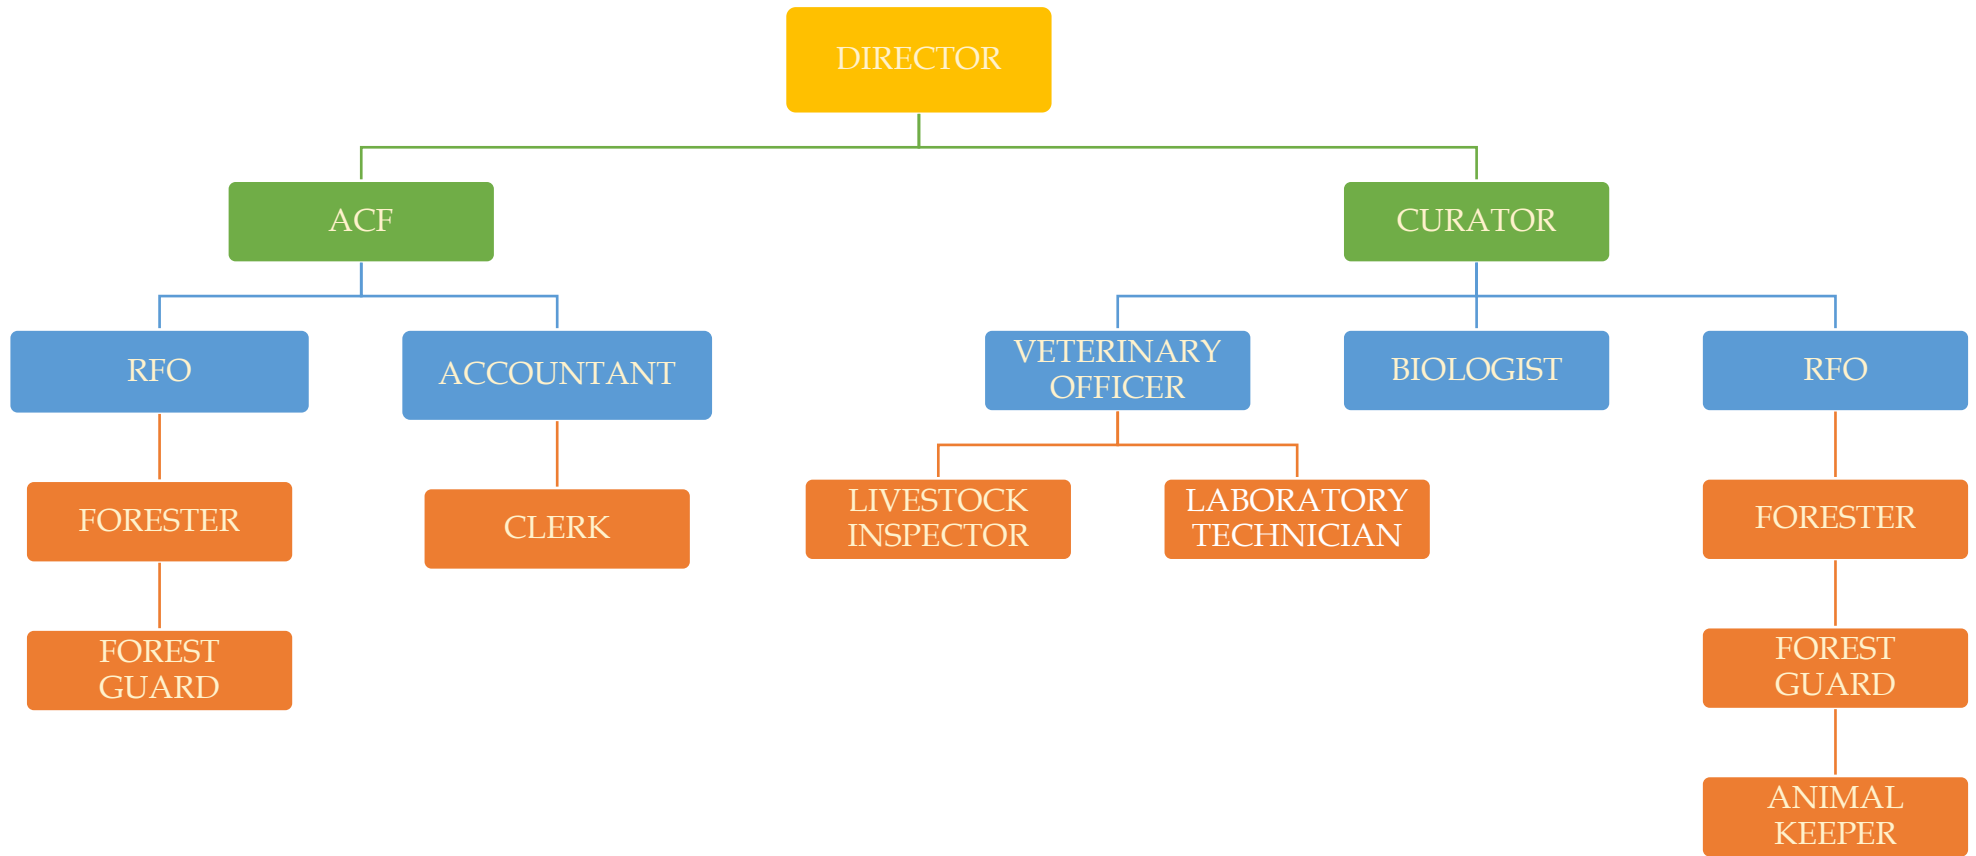 DIRECTOR
ACF
CURATOR
RFO
ACCOUNTANT
VETERINARY
OFFICER
BIOLOGIST
RFO
FORESTER
CLERK
LIVESTOCK
INSPECTOR
LABORATORY
TECHNICIAN
FORESTER
FOREST
GUARD
FOREST
GUARD
ANIMAL
KEEPER